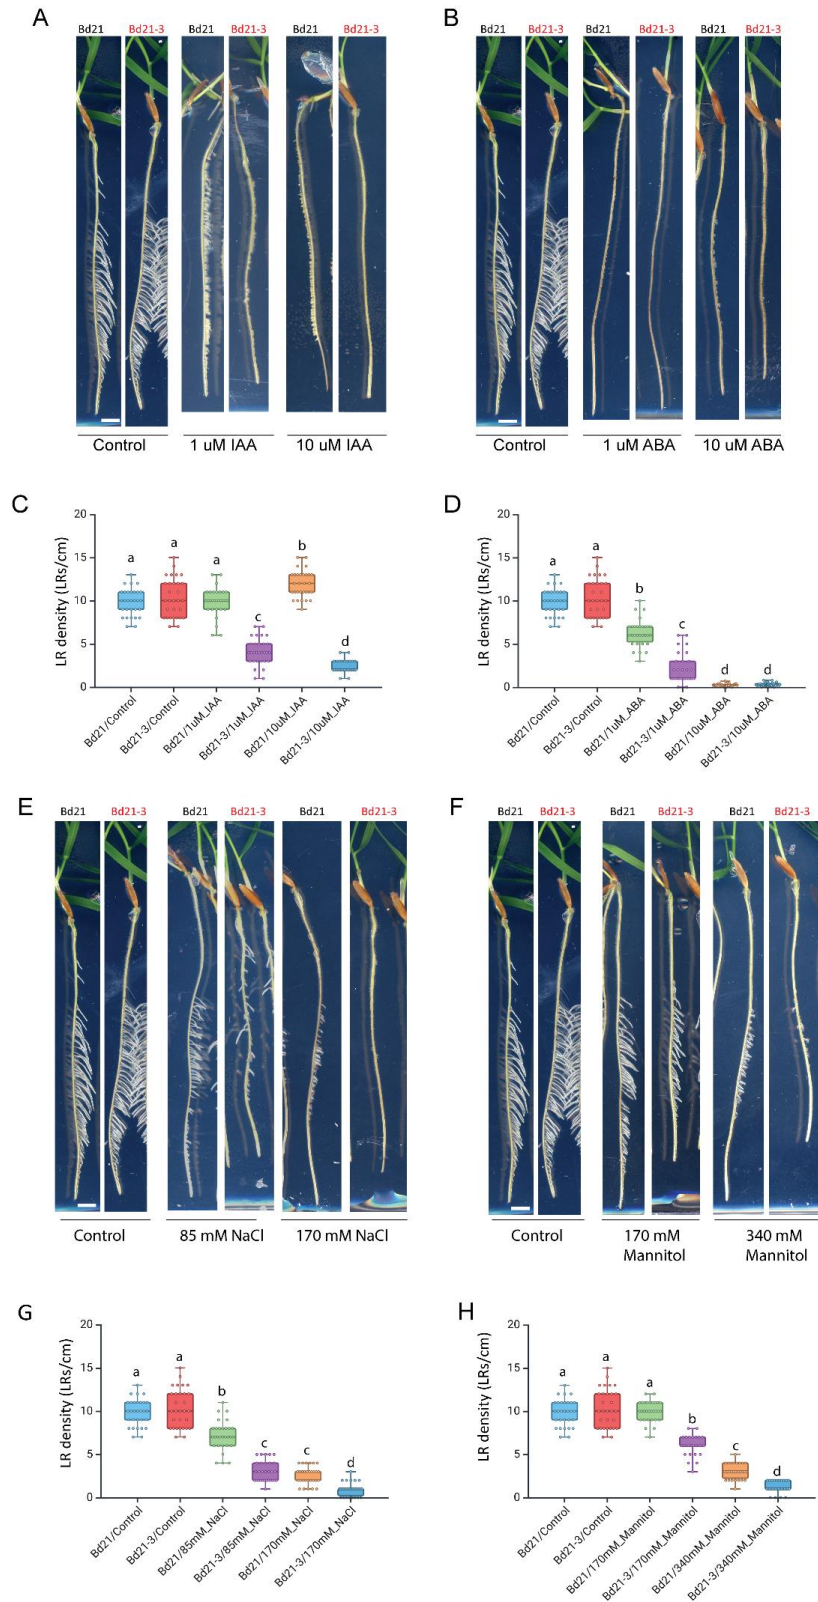 A
Bd21 Bd21-3 Bd21 Bd21-3 Bd21 Bd21-3
Control 1 uM IAA 10 uM IAA
B
Bd21 Bd21-3 Bd21 Bd21-3 Bd21 Bd21-3
Control 1 uM ABA 10 uM ABA
C
LR density (LRs/cm)
20
15
10
5
0
a a a c b d
Bd21/Control
Bd21-3/Control
Bd21/1uM_IAA
Bd21-3/1uM_IAA
Bd21/10uM_IAA
Bd21-3/10uM_IAA
D
LR density (LRs/cm)
20
15
10
5
0
a a b c d d
Bd21/Control
Bd21-3/Control
Bd21/1uM_ABA
Bd21-3/1uM_ABA
Bd21/10uM_ABA
Bd21-3/10uM_ABA
E
Bd21 Bd21-3 Bd21 Bd21-3 Bd21 Bd21-3
Control 85 mM NaCl 170 mM NaCl
F
Bd21 Bd21-3 Bd21 Bd21-3 Bd21 Bd21-3
Control 170 mM Mannitol 340 mM Mannitol
G
LR density (LRs/cm)
20
15
10
5
0
a a b c c d
Bd21/Control
Bd21-3/Control
Bd21/85mM_NaCl
Bd21-3/85mM_NaCl
Bd21/170mM_NaCl
Bd21-3/170mM_NaCl
H
LR density (LRs/cm)
20
15
10
5
0
a a a b c d
Bd21/Control
Bd21-3/Control
Bd21/170mM_Mannitol
Bd21-3/170mM_Mannitol
Bd21/340mM_Mannitol
Bd21-3/340mM_Mannitol